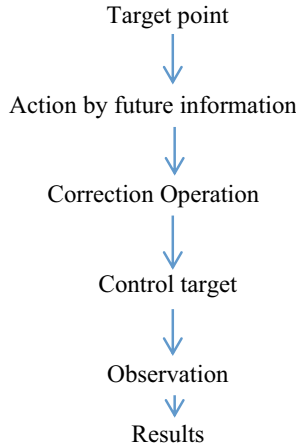 Target point
Action by future information
Correction Operation
Control target
Observation
Results